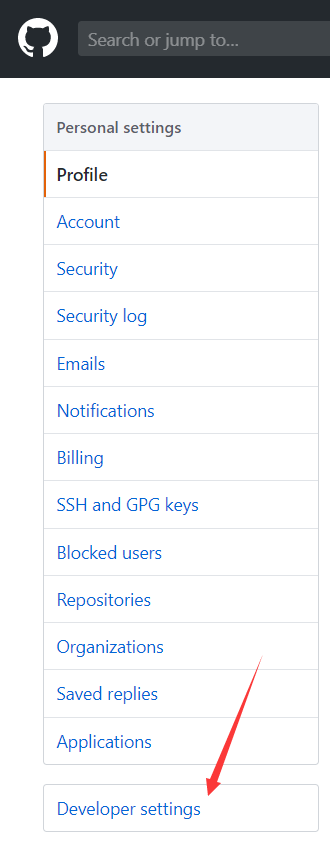 Search or jump to...
Personal settings
Profile
Account
Security
Security log
Emails
Notifications
Billing
SSH and GPG keys
Blocked users
Repositories
Organizations
Saved replies
Applications
Developer settings